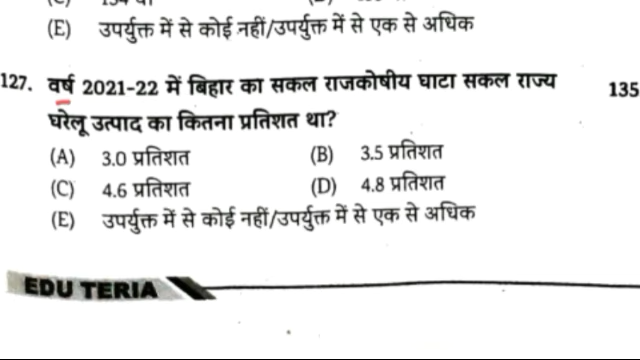 (E) उपर्युक्त में से कोई नहीं/उपर्युक्त में से एक से अधिक
127. वर्ष 2021-22 में बिहार का सकल राजकोषीय घाटा सकल राज्य 135
घरेलू उत्पाद का कितना प्रतिशत था?
(A) 3.0 प्रतिशत (B) 3.5 प्रतिशत
(C) 4.6 प्रतिशत (D) 4.8 प्रतिशत
(E) उपर्युक्त में से कोई नहीं/उपर्युक्त में से एक से अधिक
EDU TERIA